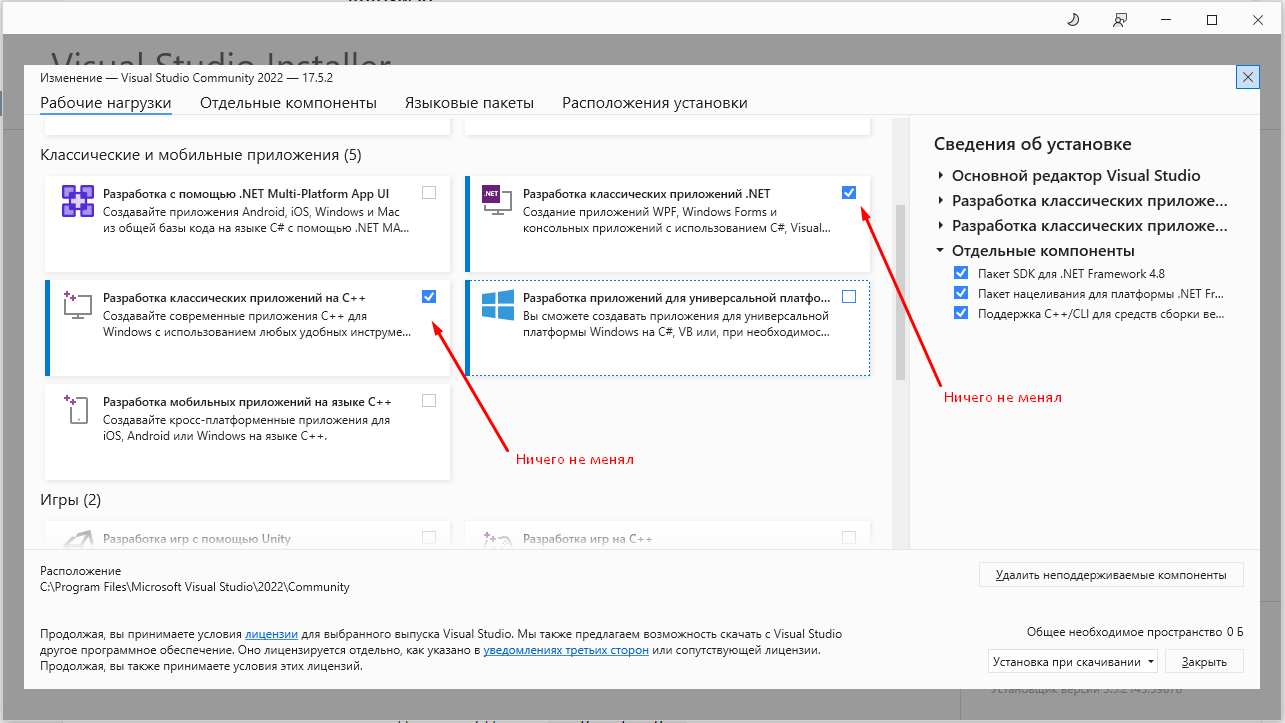 Visual Studio Installer
Изменение — Visual Studio Community 2022 — 17.5.2
Рабочие нагрузки Отдельные компоненты Языковые пакеты Расположения установки
Классические и мобильные приложения (5)
Разработка с помощью .NET Multi-Platform App UI
Создавайте приложения Android, iOS, Windows и Mac
из общей базы кода на языке C# с помощью .NET MA...
.NET
Разработка классических приложений .NET
Создание приложений WPF, Windows Forms и
консольных приложений с использованием C#, Visual...
Разработка классических приложений на C++
Создавайте современные приложения C++ для
Windows с использованием любых удобных инструме...
Разработка приложений для универсальной платфо...
Вы сможете создавать приложения для универсальной
платформы Windows на C#, VB или, при необходимос...
Разработка мобильных приложений на языке C++
Создавайте кросс-платформенные приложения для
iOS, Android или Windows на языке C++.
Ничего не менял
Ничего не менял
Игры (2)
Разработка игр с помощью Unity
Разработка игр на C++
Сведения об установке
Основной редактор Visual Studio
Разработка классических приложе...
Разработка классических приложе...
Отдельные компоненты
Пакет SDK для .NET Framework 4.8
Пакет нацеливания для платформы .NET Fr...
Поддержка C++/CLI для средств сборки ве...
Расположение
C:\Program Files\Microsoft Visual Studio\2022\Community
Удалить неподдерживаемые компоненты
Продолжая, вы принимаете условия лицензии для выбранного выпуска Visual Studio. Мы также предлагаем возможность скачать с Visual Studio
другое программное обеспечение. Оно лицензируется отдельно, как указано в уведомлениях третьих сторон или сопутствующей лицензии.
Продолжая, вы также принимаете условия этих лицензий.
Общее необходимое пространство 0 Б
Установка при скачивании
Закрыть